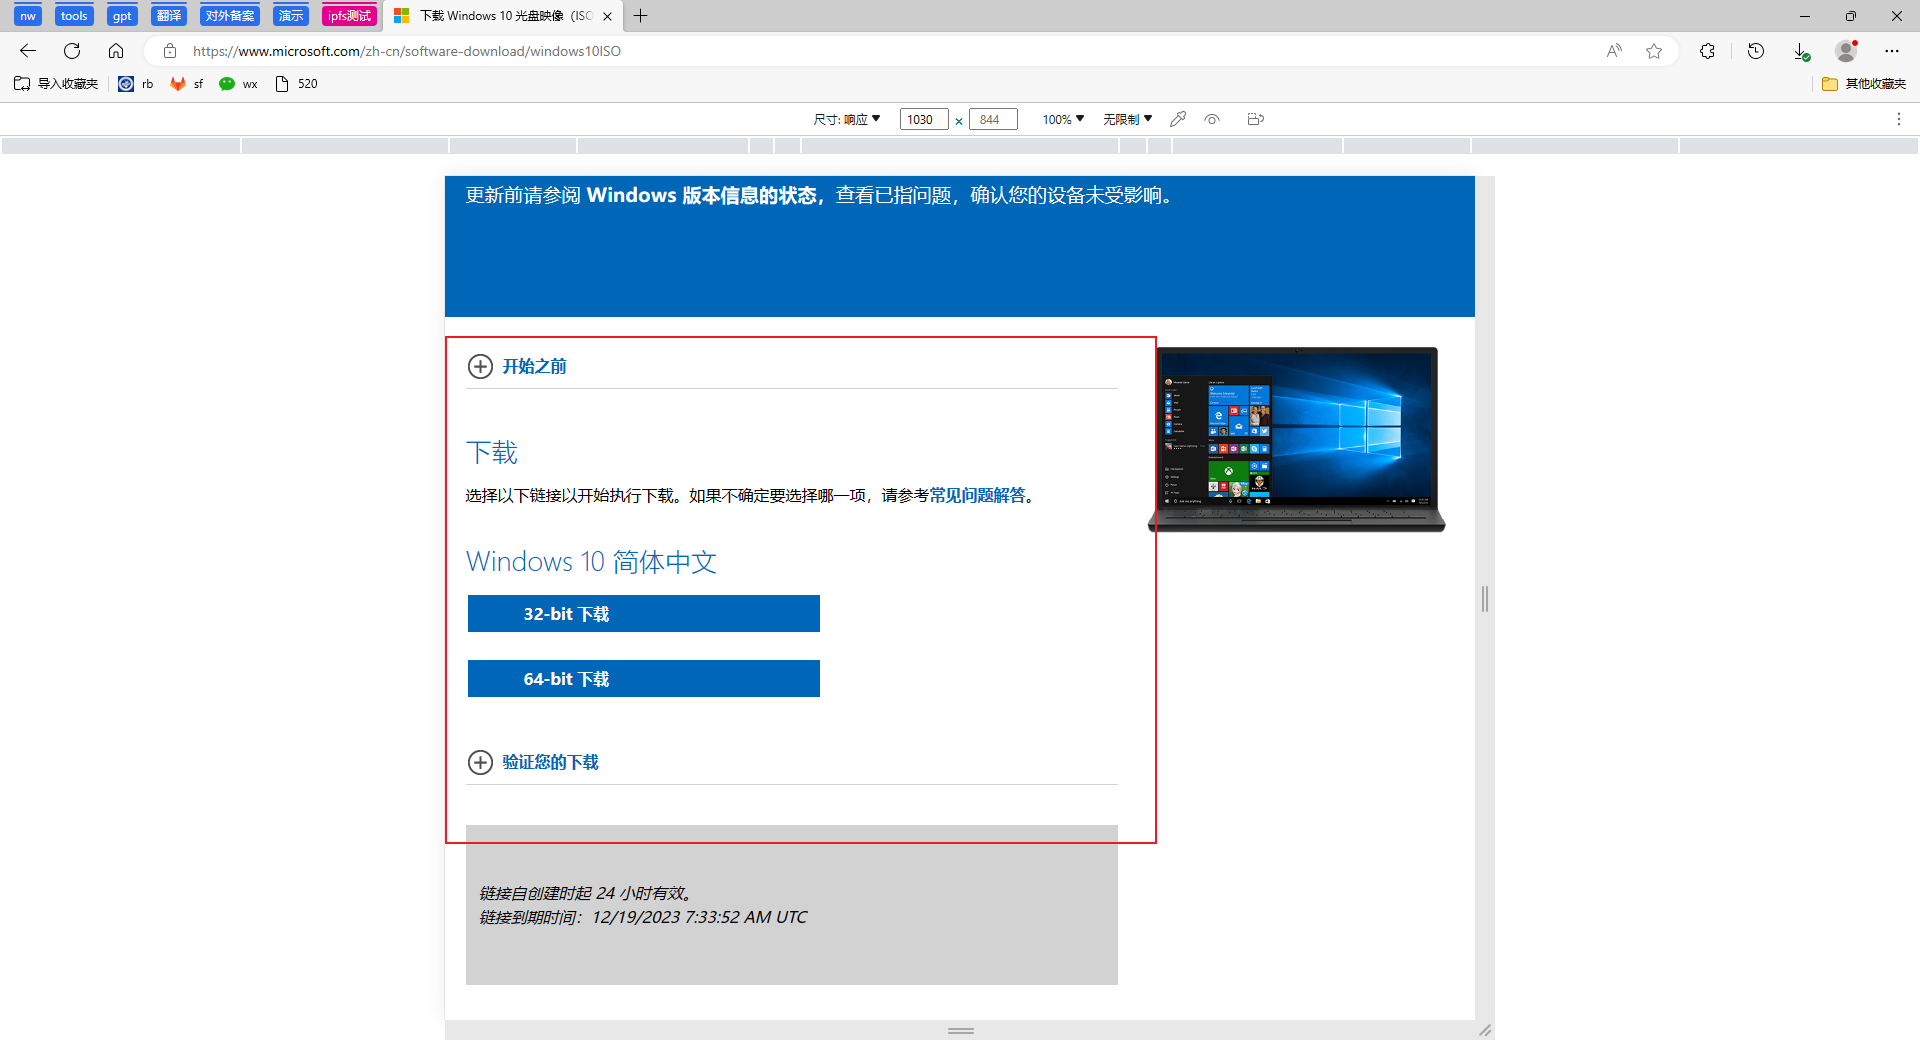 nw tools gpt 翻译 对外备案 演示 ipfs测试 下载 Windows 10 光盘映像（ISO
https://www.microsoft.com/zh-cn/software-download/windows10ISO
导入收藏夹 rb sf wx 520 其他收藏夹
尺寸: 响应 1030 × 844 100% 无限制
更新前请参阅 Windows 版本信息的状态，查看已指问题，确认您的设备未受影响。
开始之前
下载
选择以下链接以开始执行下载。如果不确定要选择哪一项，请参考常见问题解答。
Windows 10 简体中文
32-bit 下载
64-bit 下载
验证您的下载
链接自创建时起 24 小时有效。
链接到期时间：12/19/2023 7:33:52 AM UTC